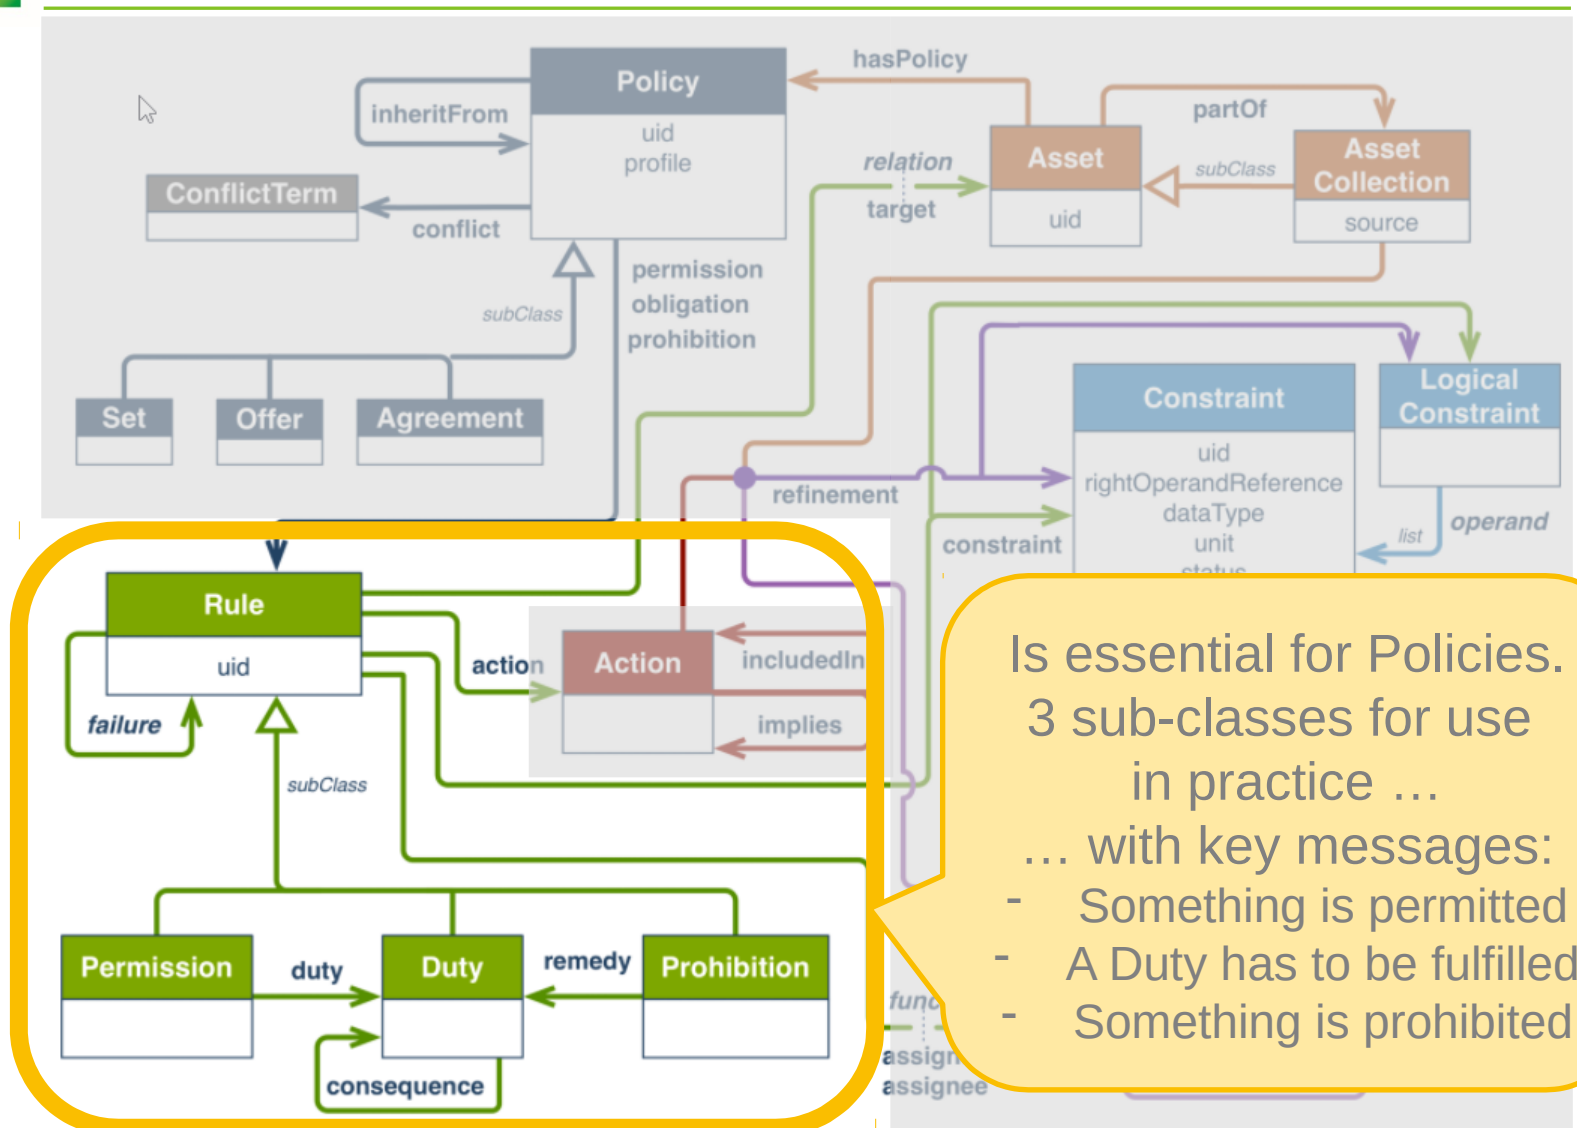 Policy
uid
profile
inheritFrom
hasPolicy
partOf
ConflictTerm
conflict
relation
target
Asset
uid
subClass
Asset
Collection
source
permission
obligation
prohibition
subClass
Set
Offer
Agreement
refinement
constraint
Constraint
uid
rightOperandReference
dataType
unit
status
Logical
Constraint
list
operand
Rule
uid
failure
subClass
action
Action
includedIn
implies
Permission
duty
Duty
remedy
Prohibition
consequence
assignee
Is essential for Policies.
3 sub-classes for use
in practice …
… with key messages:
- Something is permitted
- A Duty has to be fulfilled
- Something is prohibited